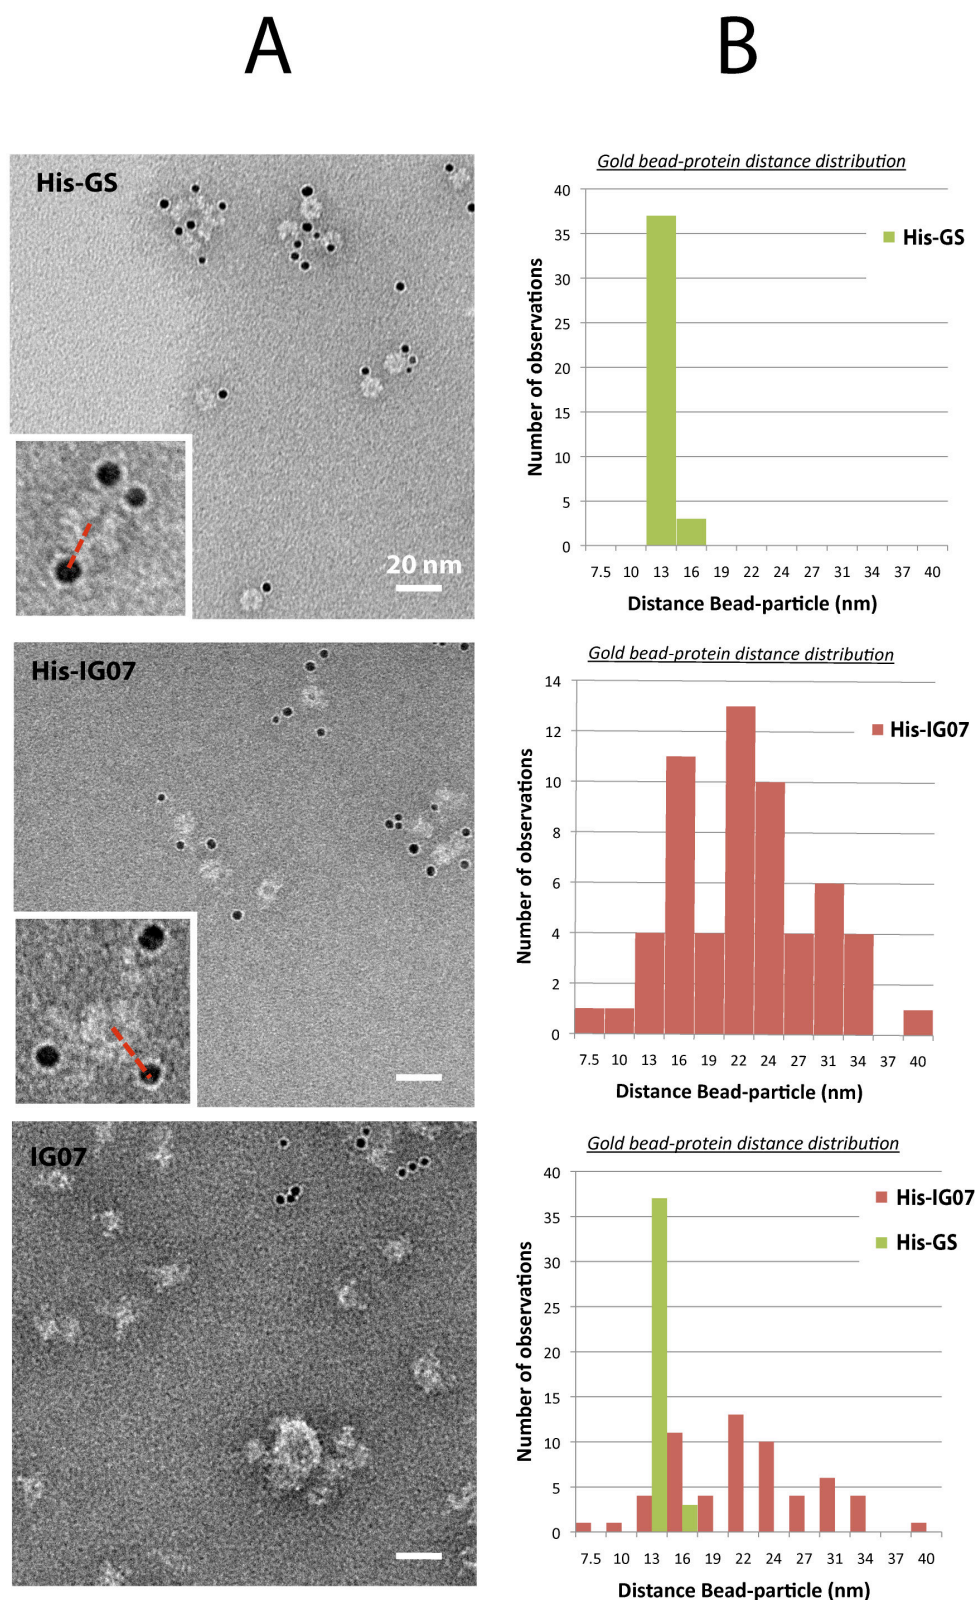 A
B
His-GS
20 nm
Gold bead-protein distance distribution
40
35
30
25
20
15
10
5
0
Number of observations
His-GS
7.5 10 13 16 19 22 24 27 31 34 37 40
Distance Bead-particle (nm)
His-IG07
Gold bead-protein distance distribution
14
12
10
8
6
4
2
0
Number of observations
His-IG07
7.5 10 13 16 19 22 24 27 31 34 37 40
Distance Bead-particle (nm)
IG07
Gold bead-protein distance distribution
40
35
30
25
20
15
10
5
0
Number of observations
His-IG07
His-GS
7.5 10 13 16 19 22 24 27 31 34 37 40
Distance Bead-particle (nm)